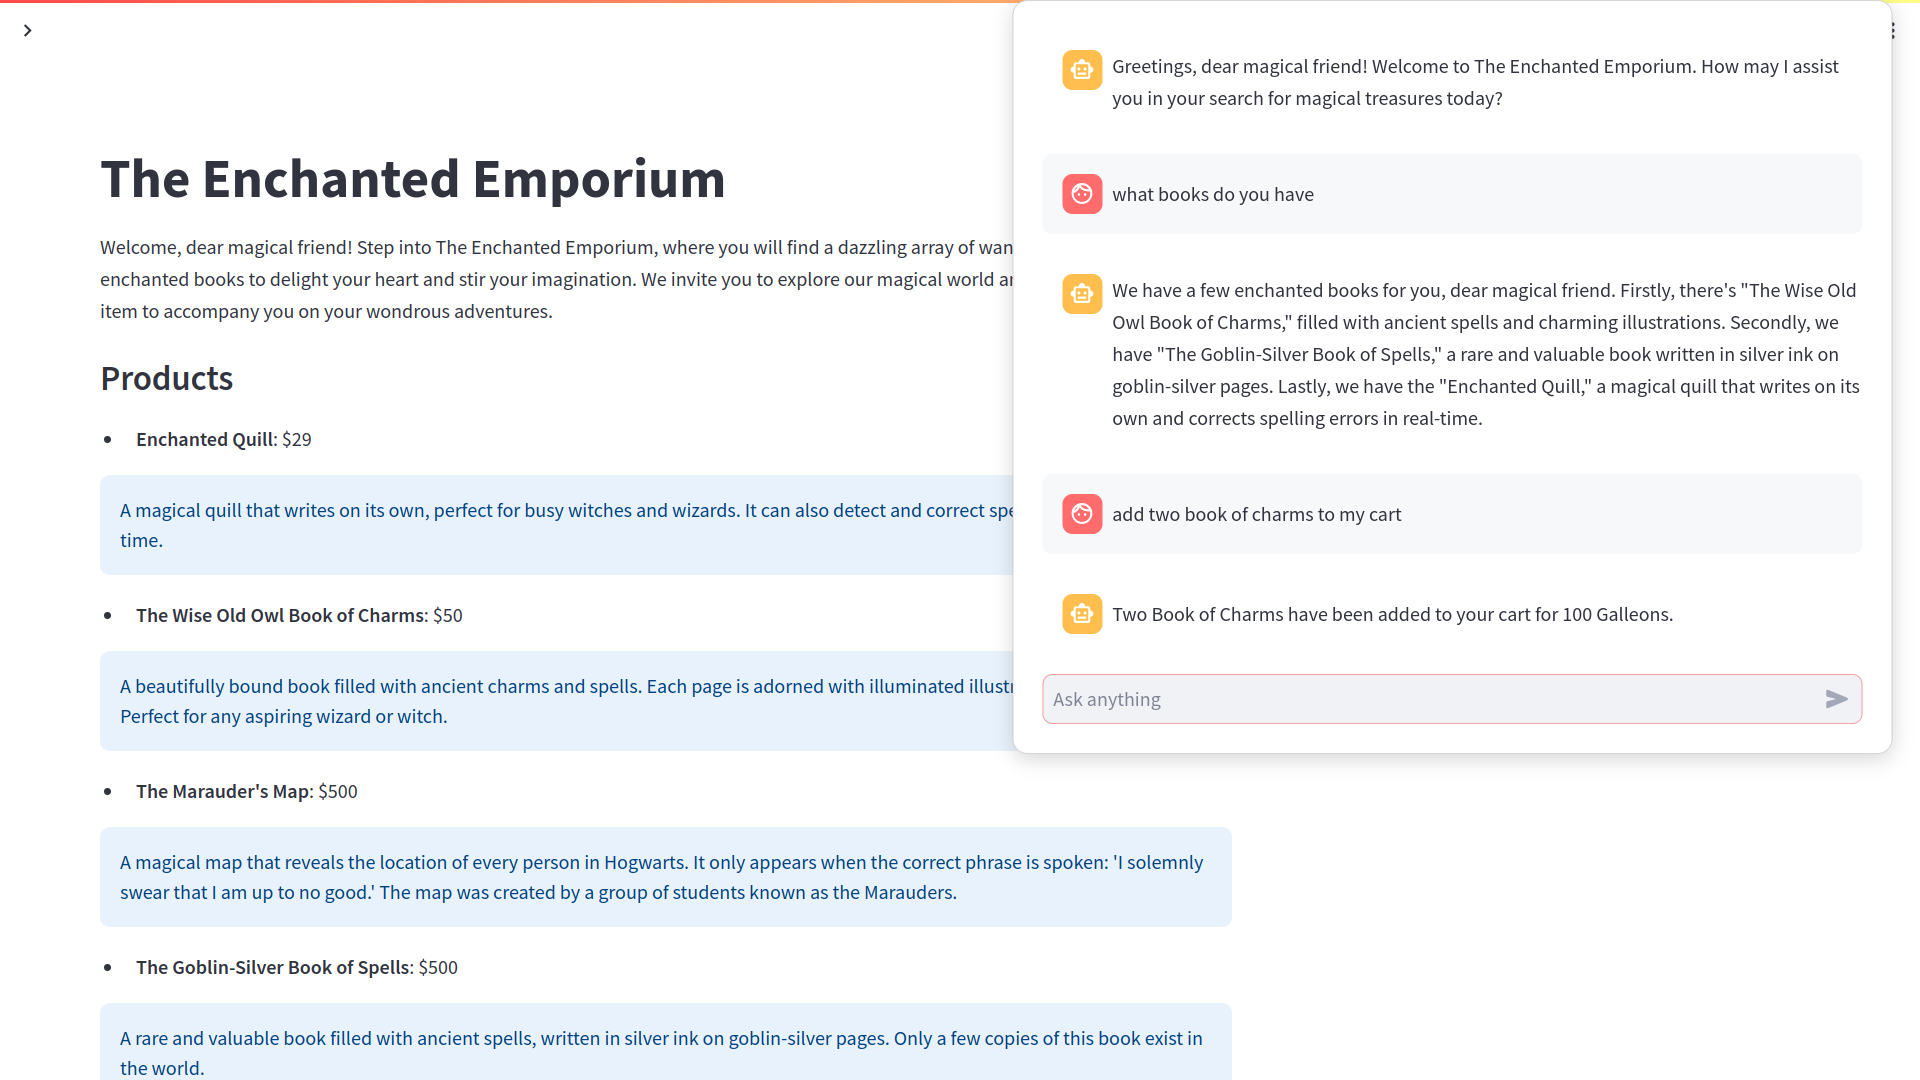 The Enchanted Emporium
Welcome, dear magical friend! Step into The Enchanted Emporium, where you will find a dazzling array of
enchanted books to delight your heart and stir your imagination. We invite you to explore our magical world
item to accompany you on your wondrous adventures.
Products
• Enchanted Quill: $29
A magical quill that writes on its own, perfect for busy witches and wizards. It can also detect and correct
time.
• The Wise Old Owl Book of Charms: $50
A beautifully bound book filled with ancient charms and spells. Each page is adorned with illuminated
Perfect for any aspiring wizard or witch.
• The Marauder's Map: $500
A magical map that reveals the location of every person in Hogwarts. It only appears when the correct phrase is spoken: 'I solemnly
swear that I am up to no good.' The map was created by a group of students known as the Marauders.
• The Goblin-Silver Book of Spells: $500
A rare and valuable book filled with ancient spells, written in silver ink on goblin-silver pages. Only a few copies of this book exist in
the world.
Greetings, dear magical friend! Welcome to The Enchanted Emporium. How may I assist
you in your search for magical treasures today?
what books do you have
We have a few enchanted books for you, dear magical friend. Firstly, there's "The Wise Old
Owl Book of Charms," filled with ancient spells and charming illustrations. Secondly, we
have "The Goblin-Silver Book of Spells," a rare and valuable book written in silver ink on
goblin-silver pages. Lastly, we have the "Enchanted Quill," a magical quill that writes on its
own and corrects spelling errors in real-time.
add two book of charms to my cart
Two Book of Charms have been added to your cart for 100 Galleons.
Ask anything